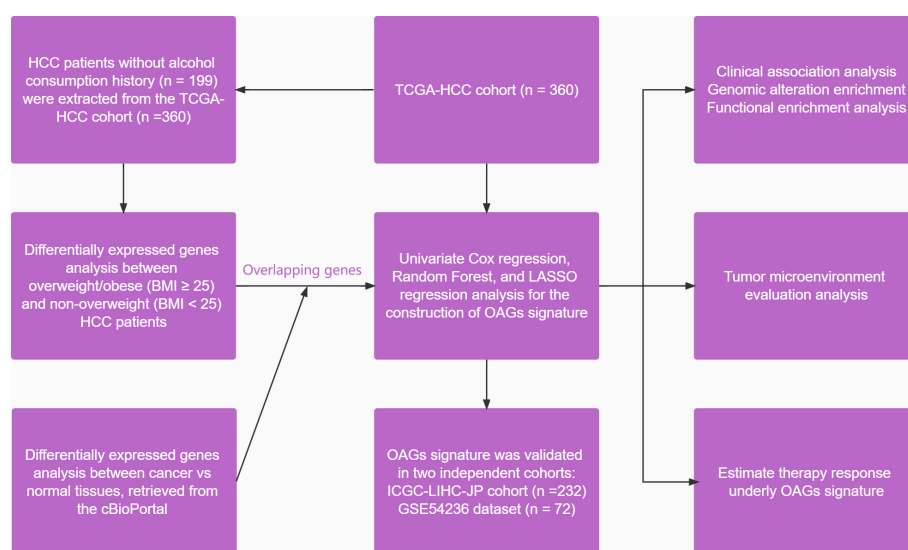 HCC patients without alcohol
consumption history (n = 199)
were extracted from the TCGA-
HCC cohort (n =360)
TCGA-HCC cohort (n = 360)
Clinical association analysis
Genomic alteration enrichment
Functional enrichment analysis
Differentially expressed genes
analysis between
overweight/obese (BMI ≥ 25)
and non-overweight (BMI < 25)
HCC patients
Overlapping genes
Univariate Cox regression,
Random Forest, and LASSO
regression analysis for the
construction of OAGs signature
Tumor microenvironment
evaluation analysis
Differentially expressed genes
analysis between cancer vs
normal tissues, retrieved from
the cBioPortal
OAGs signature was validated
in two independent cohorts:
ICGC-LIHC-JP cohort (n =232)
GSE54236 dataset (n = 72)
Estimate therapy response
underly OAGs signature